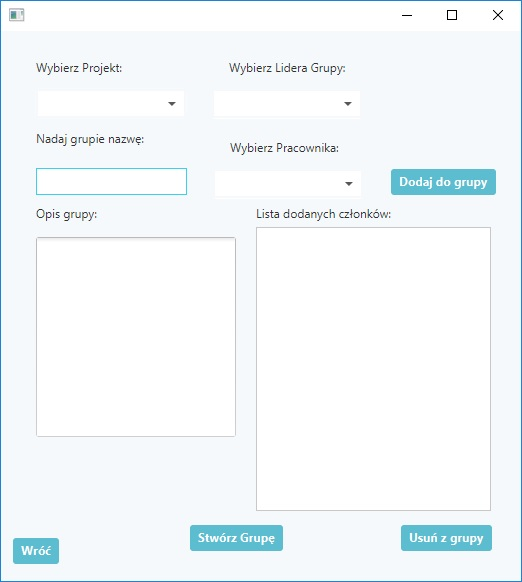 Wybierz Projekt:
Wybierz Lidera Grupy:
Nadaj grupie nazwę:
Wybierz Pracownika:
Dodaj do grupy
Opis grupy:
Lista dodanych członków:
Stwórz Grupę
Usuń z grupy
Wróć